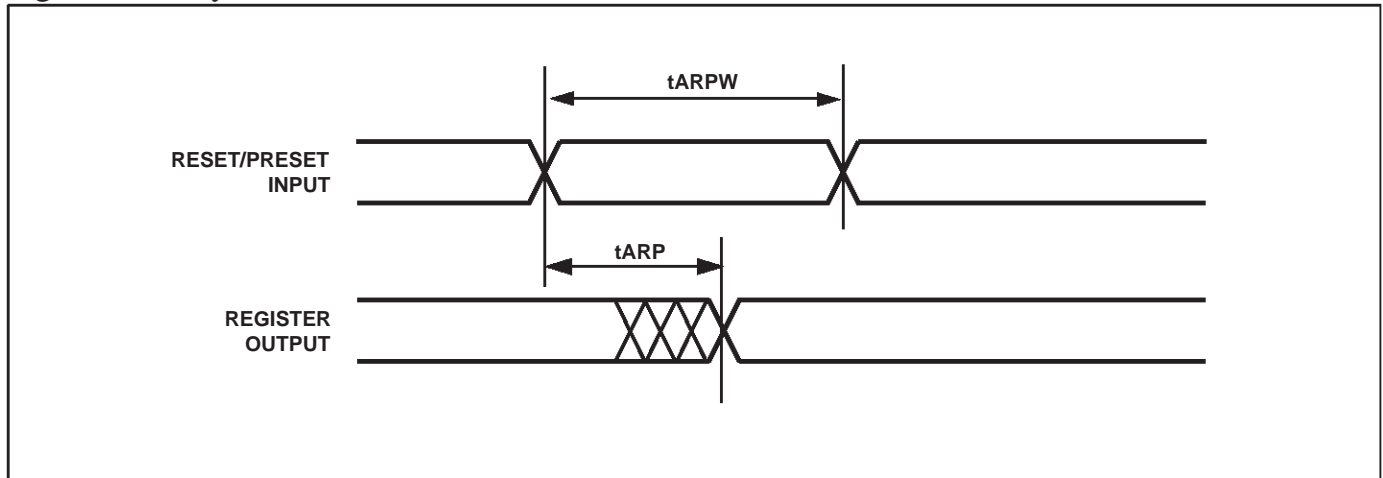 tARPW
RESET/PRESET
INPUT
tARP
REGISTER
OUTPUT